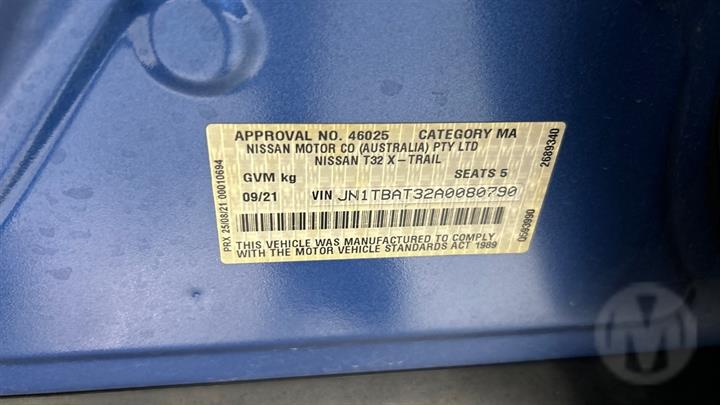 APPROVAL NO. 46025 CATEGORY MA
NISSAN MOTOR CO (AUSTRALIA) PTY LTD
NISSAN T32 X-TRAIL
GVM kg SEATS 5
09/21 VIN JN1TBAT32A0080790
THIS VEHICLE WAS MANUFACTURED TO COMPLY
WITH THE MOTOR VEHICLE STANDARDS ACT 1989
PRX 25/08/21 00010694
2689340
0593990
M